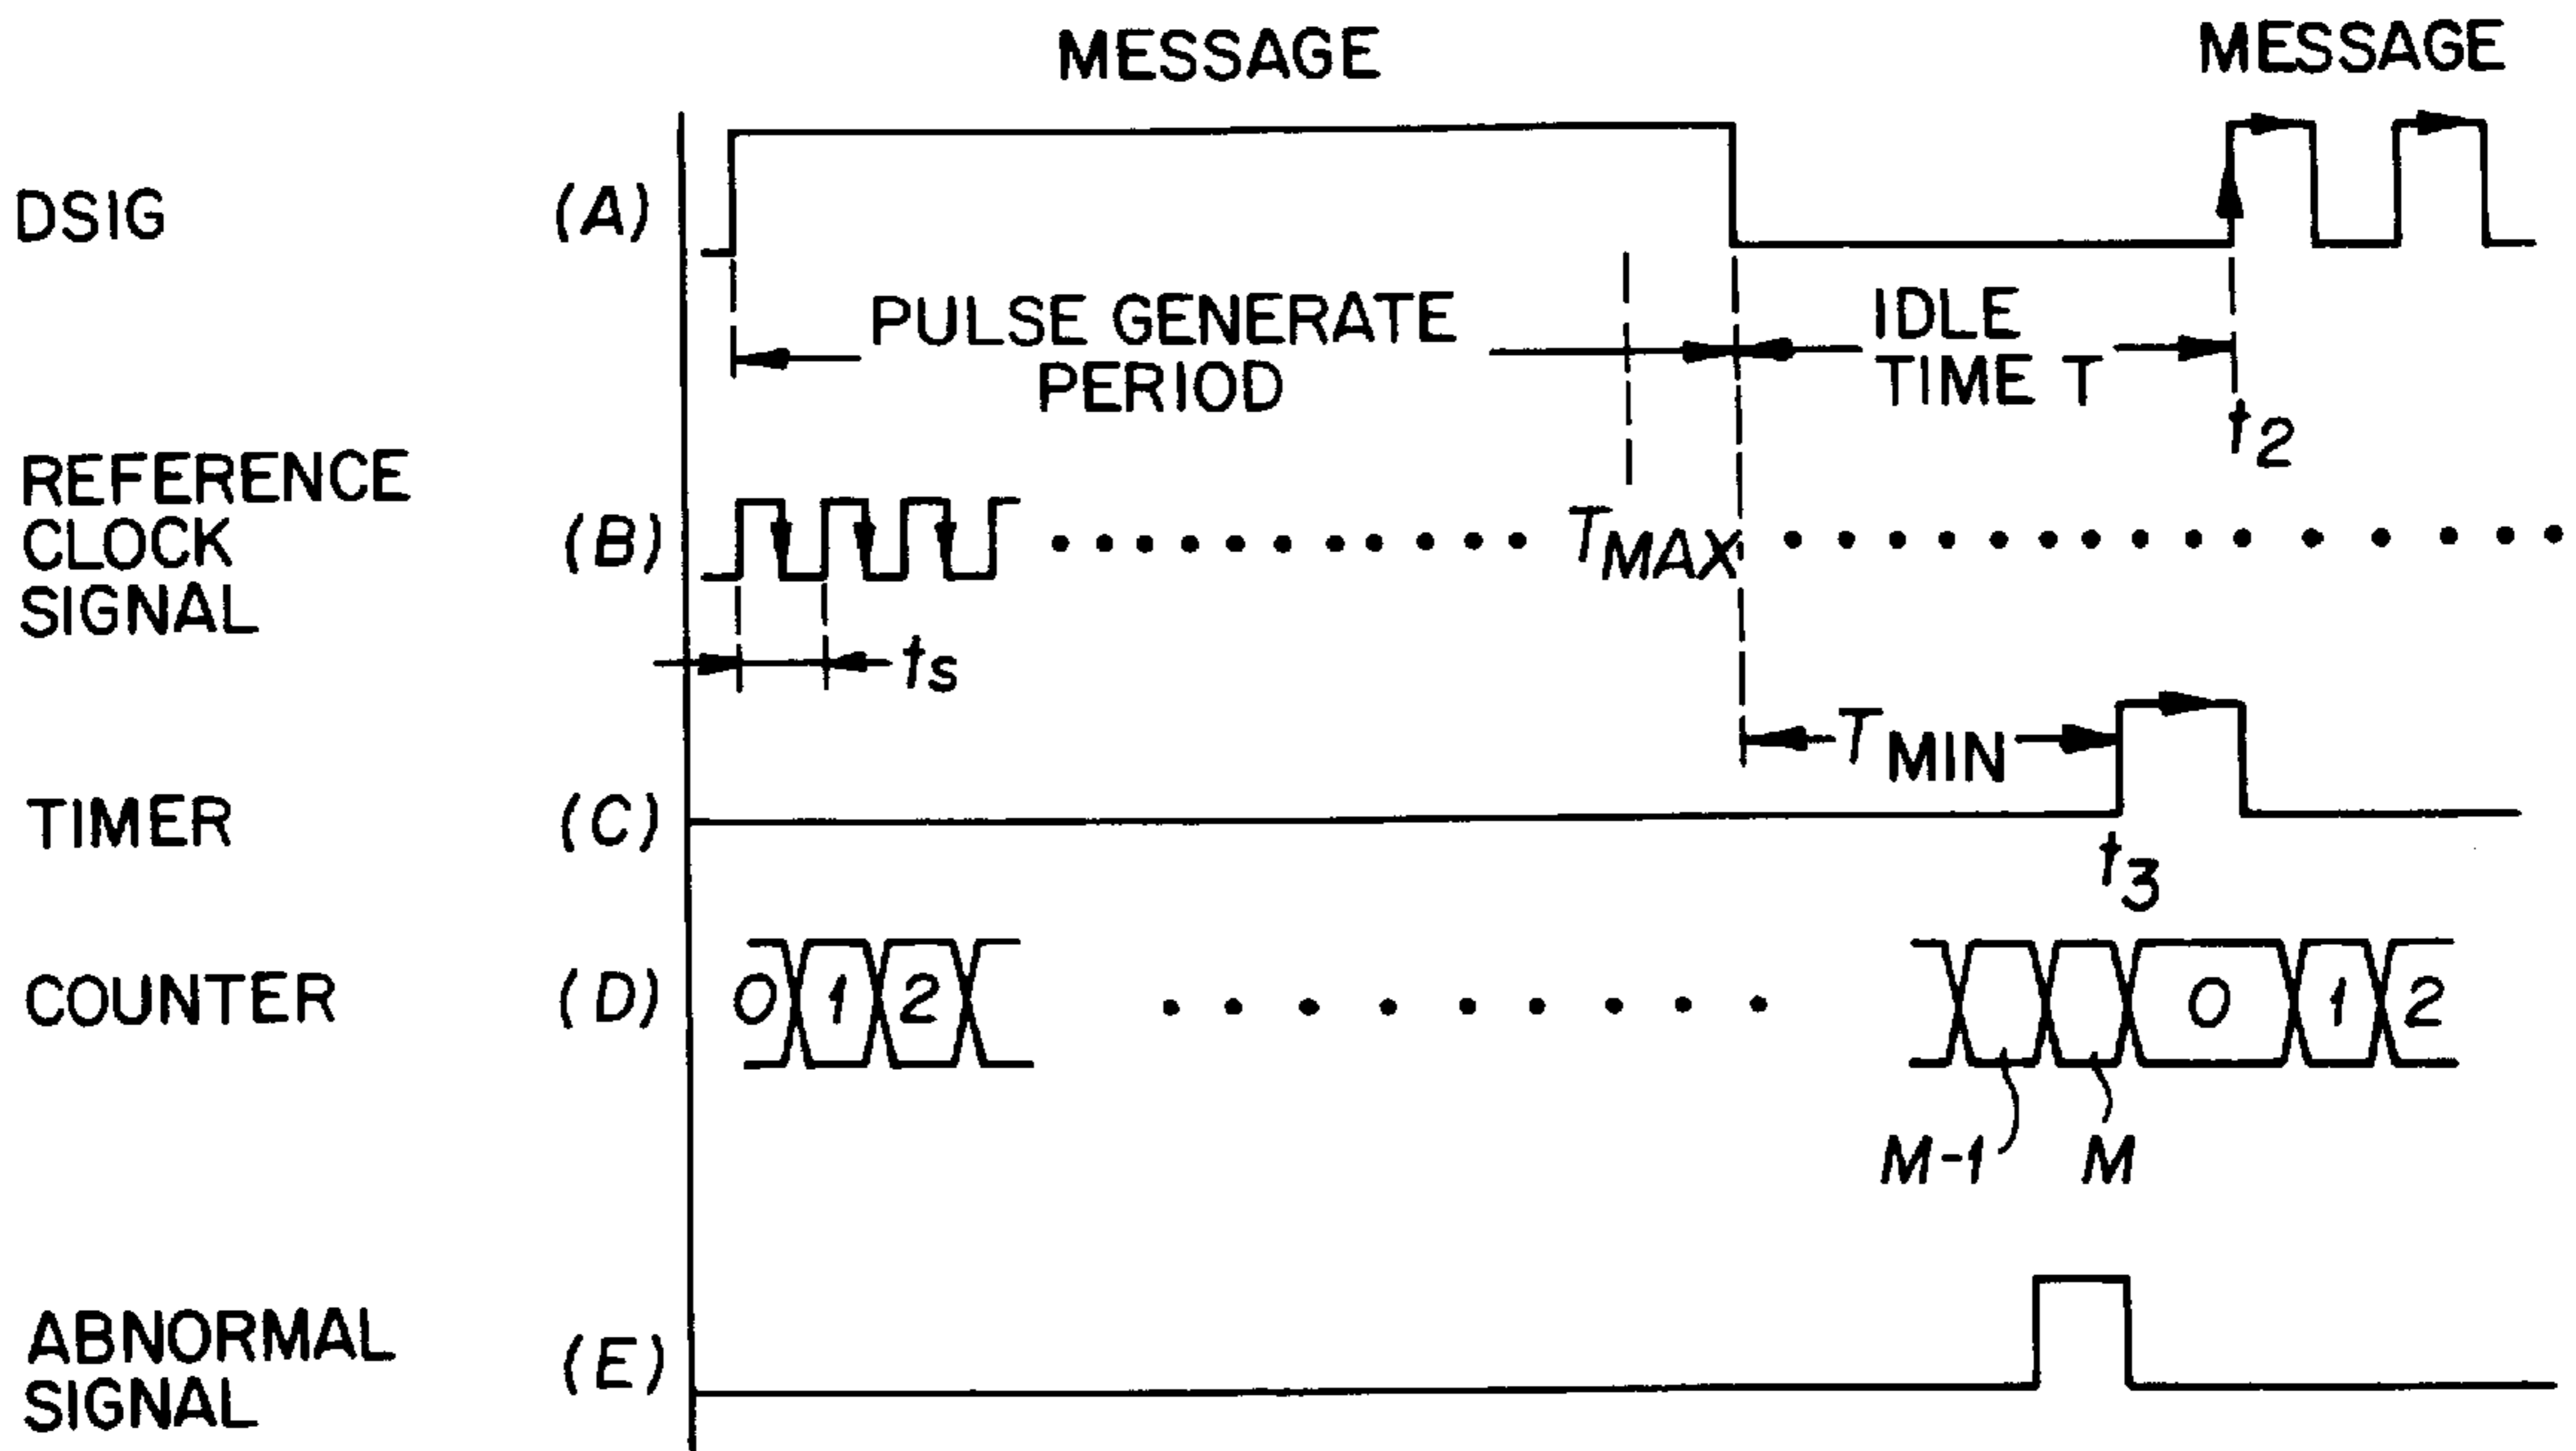 MESSAGE
MESSAGE
DSIG (A)
PULSE GENERATE
PERIOD
IDLE
TIME T
t2
REFERENCE
CLOCK
SIGNAL
(B)
TMAX
ts
TMIN
TIMER (C)
t3
COUNTER (D) 0 1 2 0 1 2
M-1 M
ABNORMAL
SIGNAL
(E)